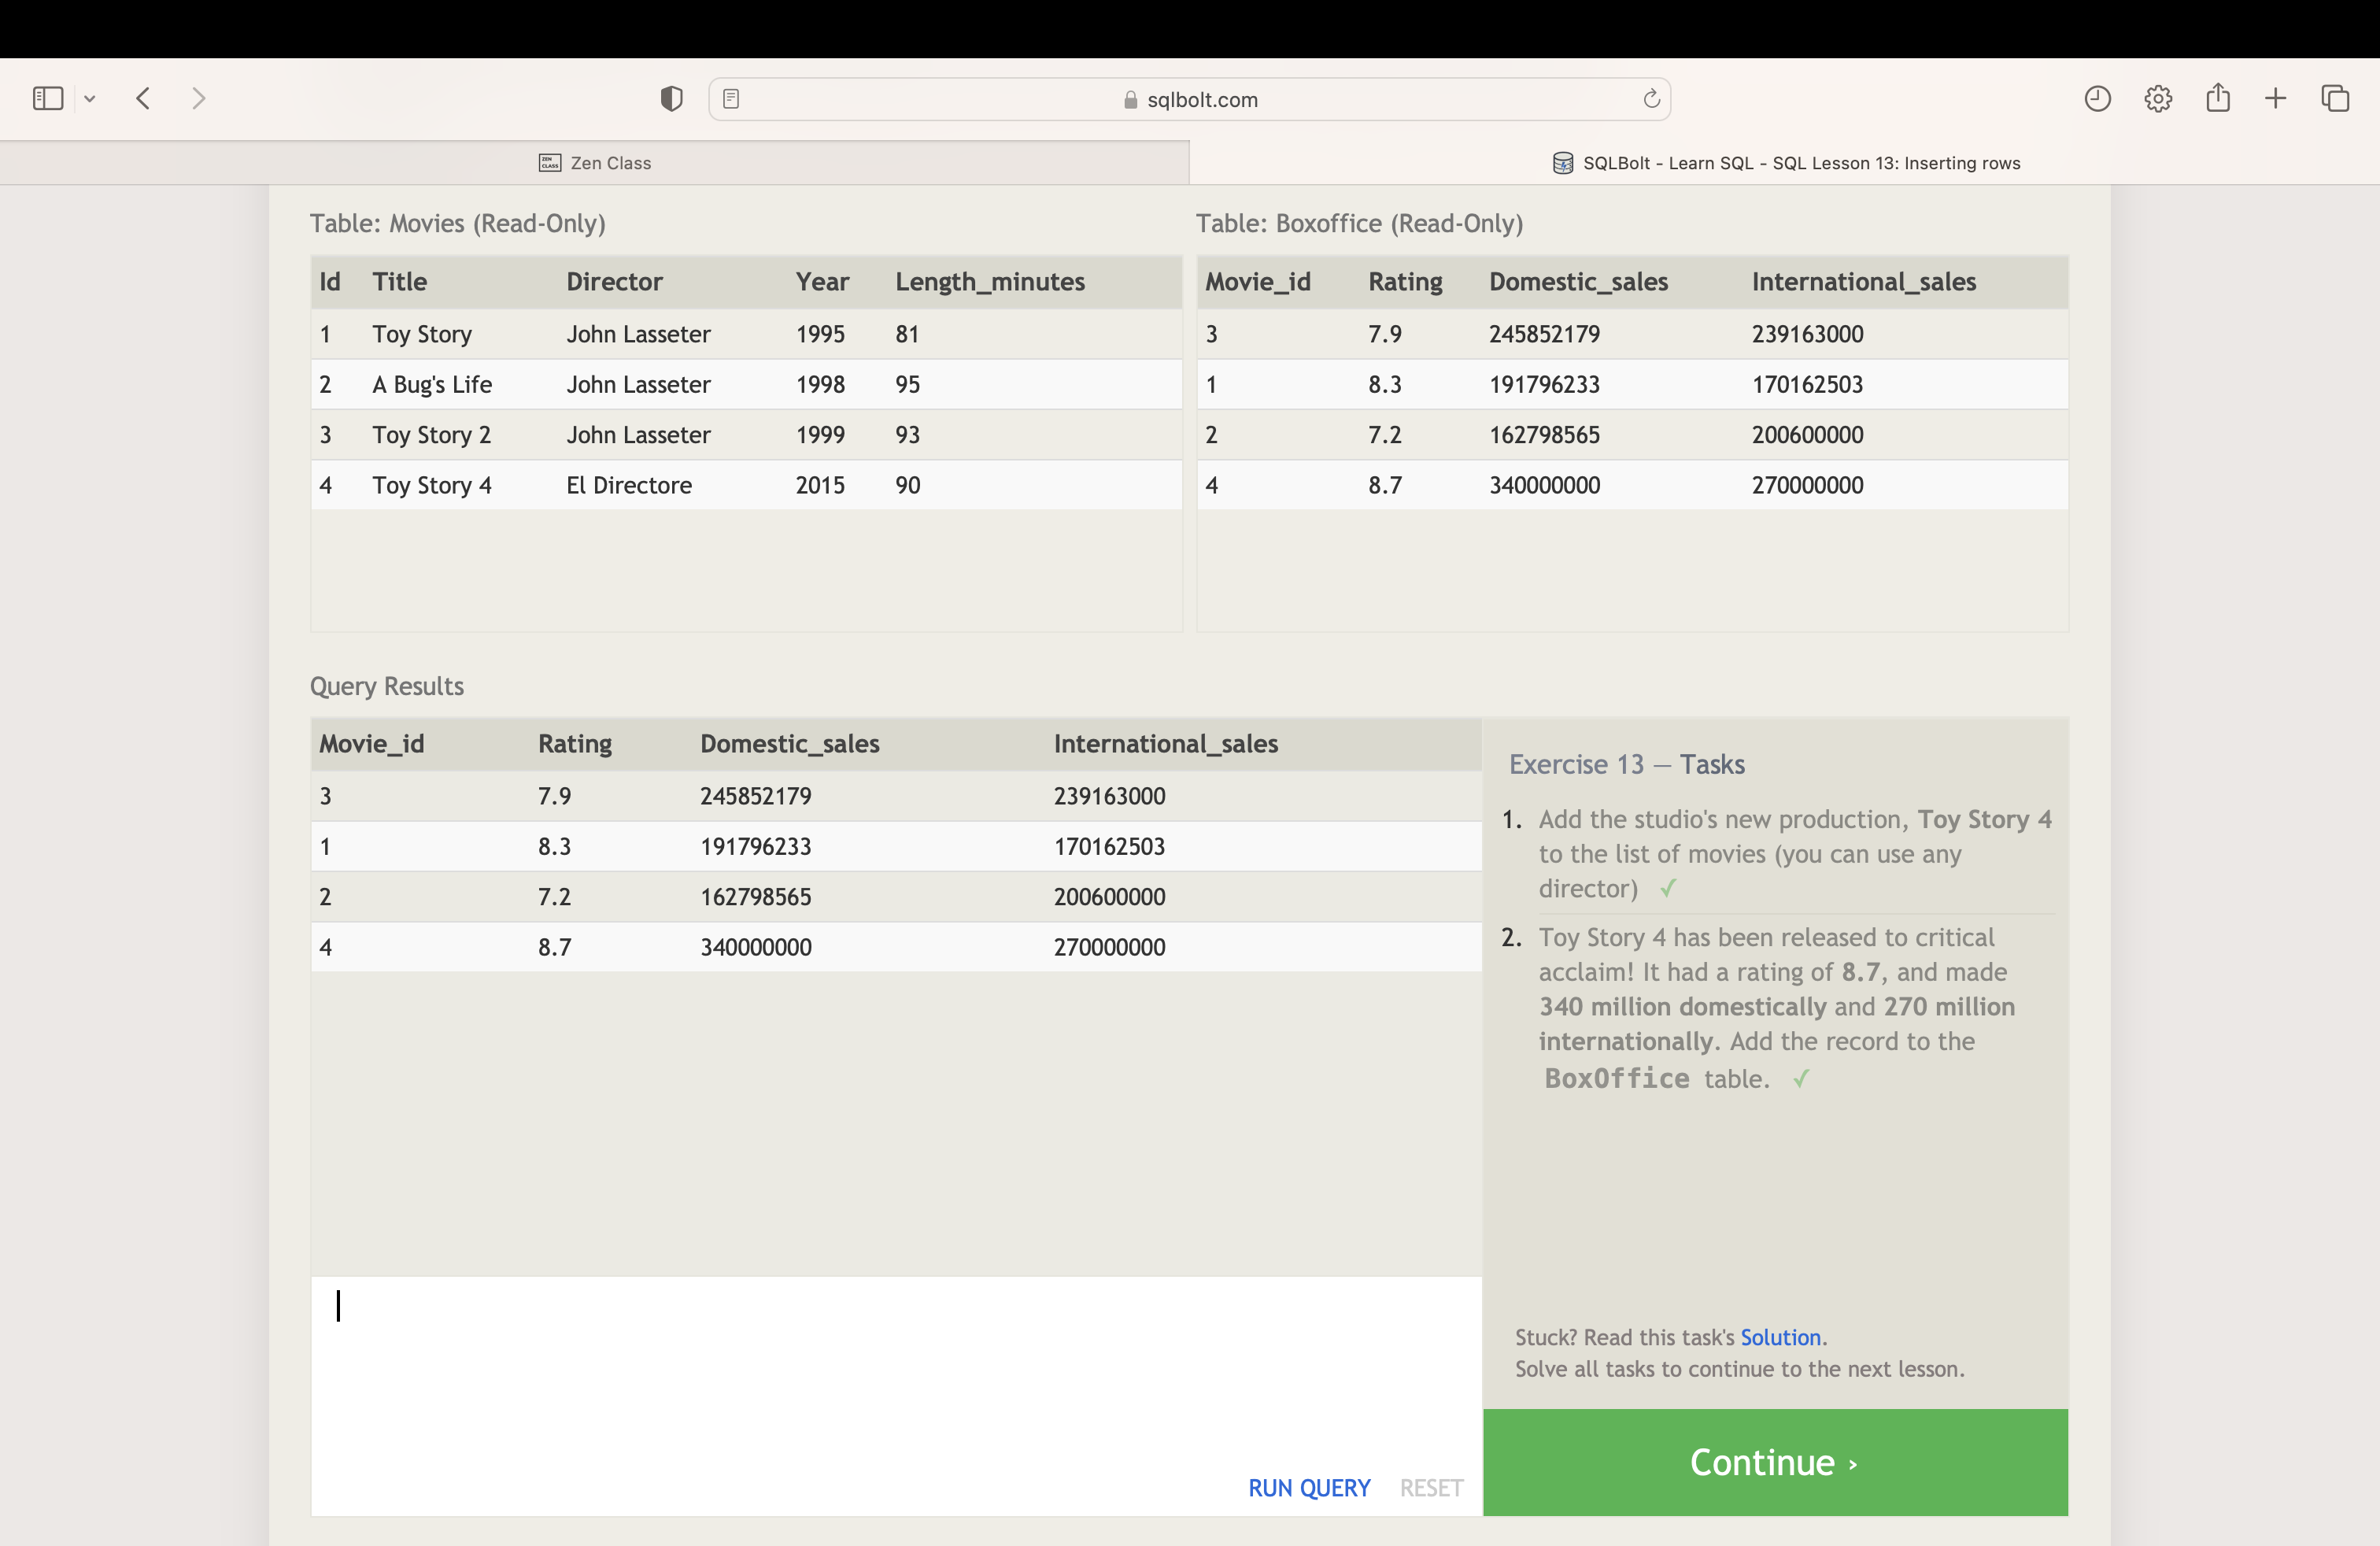 sqlbolt.com
ZEN CLASS Zen Class
SQLBolt - Learn SQL - SQL Lesson 13: Inserting rows
Table: Movies (Read-Only)
Id Title Director Year Length_minutes
1 Toy Story John Lasseter 1995 81
2 A Bug's Life John Lasseter 1998 95
3 Toy Story 2 John Lasseter 1999 93
4 Toy Story 4 El Directore 2015 90
Table: Boxoffice (Read-Only)
Movie_id Rating Domestic_sales International_sales
3 7.9 245852179 239163000
1 8.3 191796233 170162503
2 7.2 162798565 200600000
4 8.7 340000000 270000000
Query Results
Movie_id Rating Domestic_sales International_sales
3 7.9 245852179 239163000
1 8.3 191796233 170162503
2 7.2 162798565 200600000
4 8.7 340000000 270000000
RUN QUERY RESET
Exercise 13 — Tasks
1. Add the studio's new production, Toy Story 4
to the list of movies (you can use any
director) ✓
2. Toy Story 4 has been released to critical
acclaim! It had a rating of 8.7, and made
340 million domestically and 270 million
internationally. Add the record to the
BoxOffice table. ✓
Stuck? Read this task's Solution.
Solve all tasks to continue to the next lesson.
Continue ›